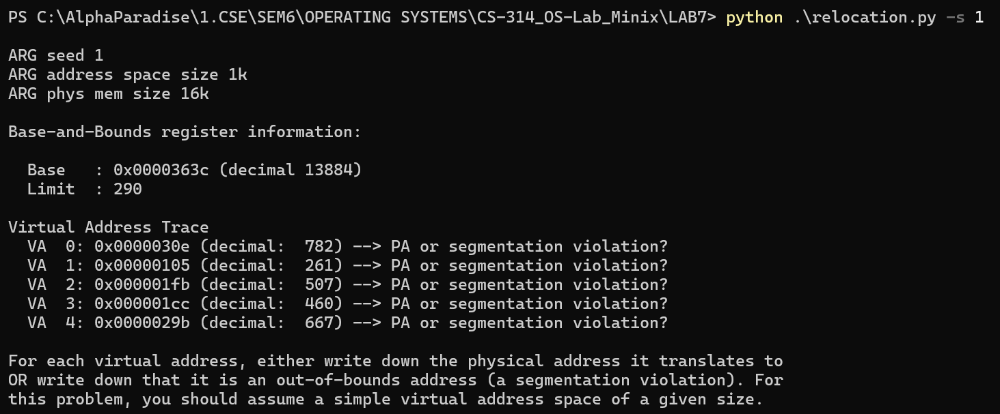 PS C:\AlphaParadise\1.CSE\SEM6\OPERATING SYSTEMS\CS-314_OS-Lab_Minix\LAB7> python .\relocation.py -s 1
ARG seed 1
ARG address space size 1k
ARG phys mem size 16k
Base-and-Bounds register information:
  Base   : 0x0000363c (decimal 13884)
  Limit  : 290
Virtual Address Trace
  VA  0: 0x0000030e (decimal:  782) --> PA or segmentation violation?
  VA  1: 0x00000105 (decimal:  261) --> PA or segmentation violation?
  VA  2: 0x000001fb (decimal:  507) --> PA or segmentation violation?
  VA  3: 0x000001cc (decimal:  460) --> PA or segmentation violation?
  VA  4: 0x0000029b (decimal:  667) --> PA or segmentation violation?
For each virtual address, either write down the physical address it translates to
OR write down that it is an out-of-bounds address (a segmentation violation). For
this problem, you should assume a simple virtual address space of a given size.